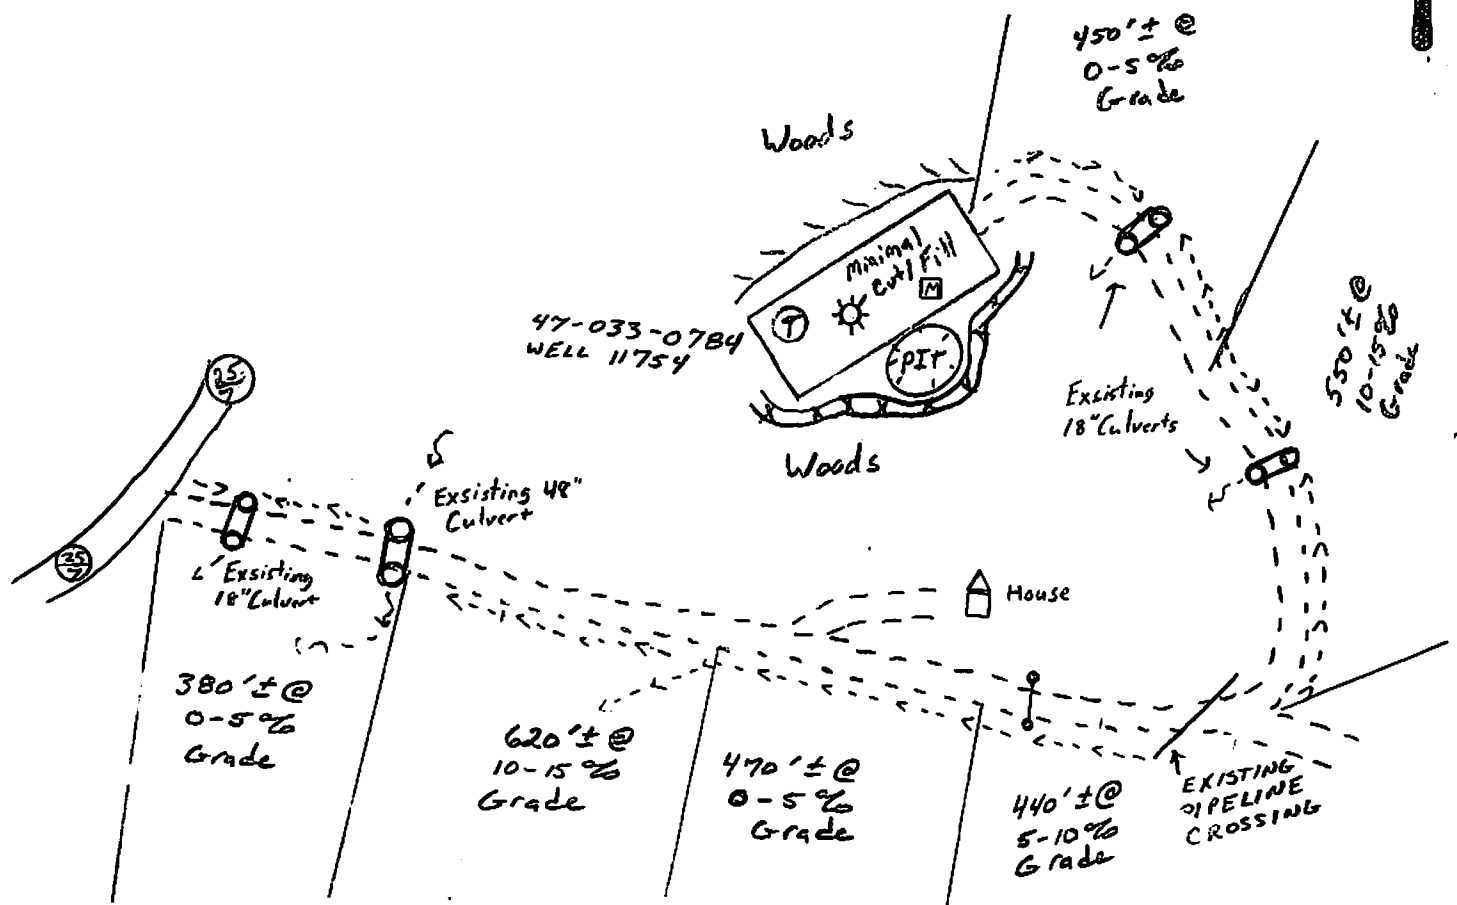 450'± @
0-5%
Grade
Woods
Minimal
Cut/Fill
M
T
PIT
47-033-0784
WELL 11754
550'± @
10-15%
Grade
Exsisting
18" Culverts
Woods
25/7
25/7
Exsisting 48"
Culvert
Exsisting
18" Culvert
House
380'± @
0-5%
Grade
620'± @
10-15%
Grade
470'± @
0-5%
Grade
440'± @
5-10%
Grade
EXISTING
PIPELINE
CROSSING